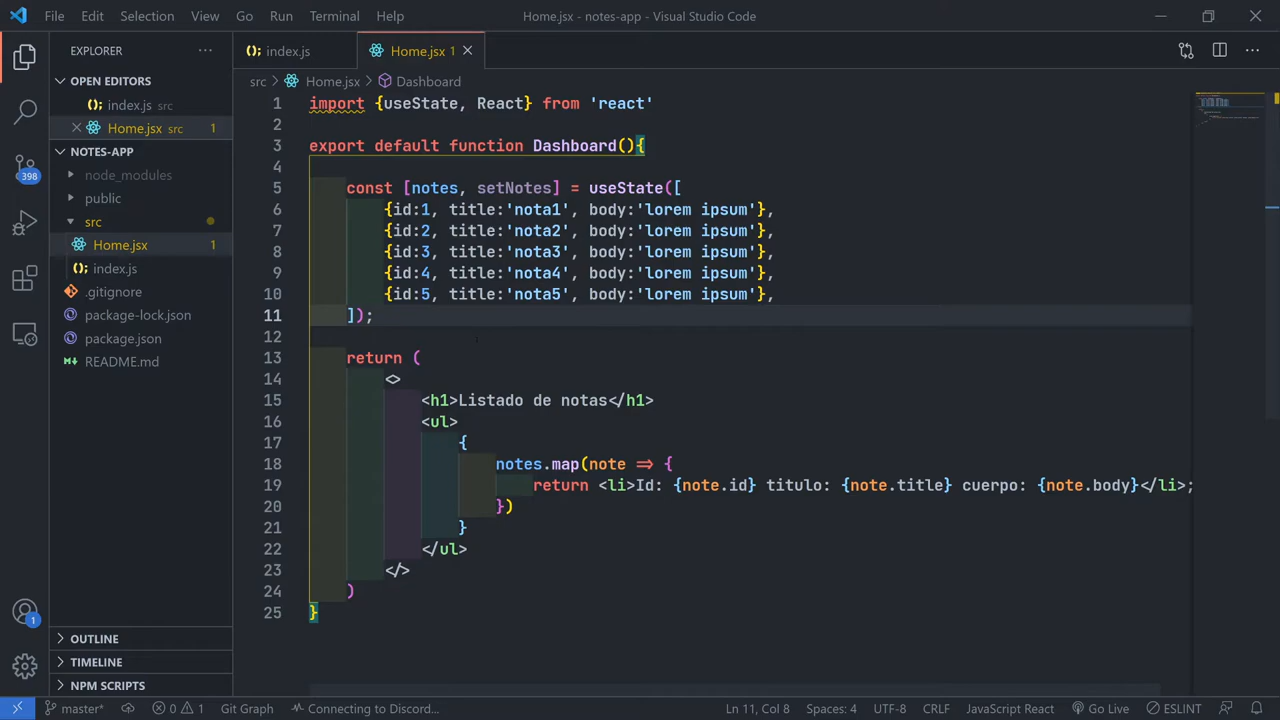 File Edit Selection View Go Run Terminal Help Home.jsx - notes-app - Visual Studio Code
EXPLORER
OPEN EDITORS
index.js src
Home.jsx src 1
NOTES-APP
node_modules
public
src
Home.jsx 1
index.js
.gitignore
package-lock.json
package.json
README.md
OUTLINE
TIMELINE
NPM SCRIPTS
398
1
index.js Home.jsx 1
src > Home.jsx > Dashboard
1 import {useState, React} from 'react'
2
3 export default function Dashboard(){
4
5 const [notes, setNotes] = useState([
6 {id:1, title:'nota1', body:'lorem ipsum'},
7 {id:2, title:'nota2', body:'lorem ipsum'},
8 {id:3, title:'nota3', body:'lorem ipsum'},
9 {id:4, title:'nota4', body:'lorem ipsum'},
10 {id:5, title:'nota5', body:'lorem ipsum'},
11 ]);
12
13 return (
14 <>
15 <h1>Listado de notas</h1>
16 <ul>
17 {
18 notes.map(note => {
19 return <li>Id: {note.id} titulo: {note.title} cuerpo: {note.body}</li>;
20 })
21 }
22 </ul>
23 </>
24 )
25 }
master* 0 1 Git Graph Connecting to Discord... Ln 11, Col 8 Spaces: 4 UTF-8 CRLF JavaScript React Go Live ESLINT